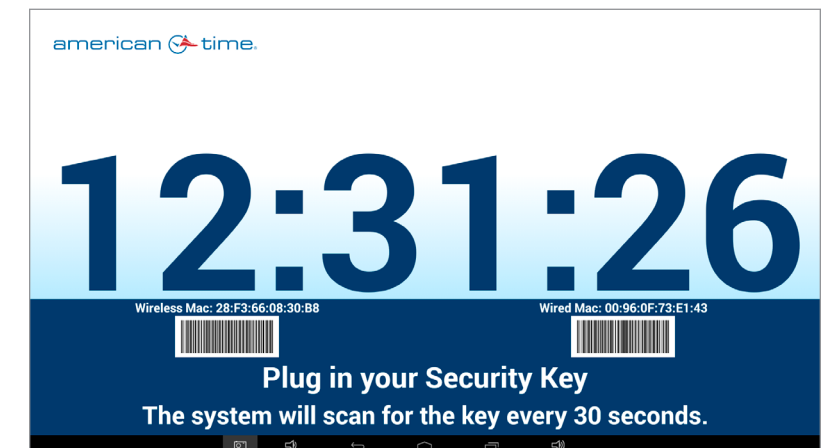 american time®
12:31:26
Wireless Mac: 28:F3:66:08:30:B8
Wired Mac: 00:96:0F:73:E1:43
Plug in your Security Key
The system will scan for the key every 30 seconds.